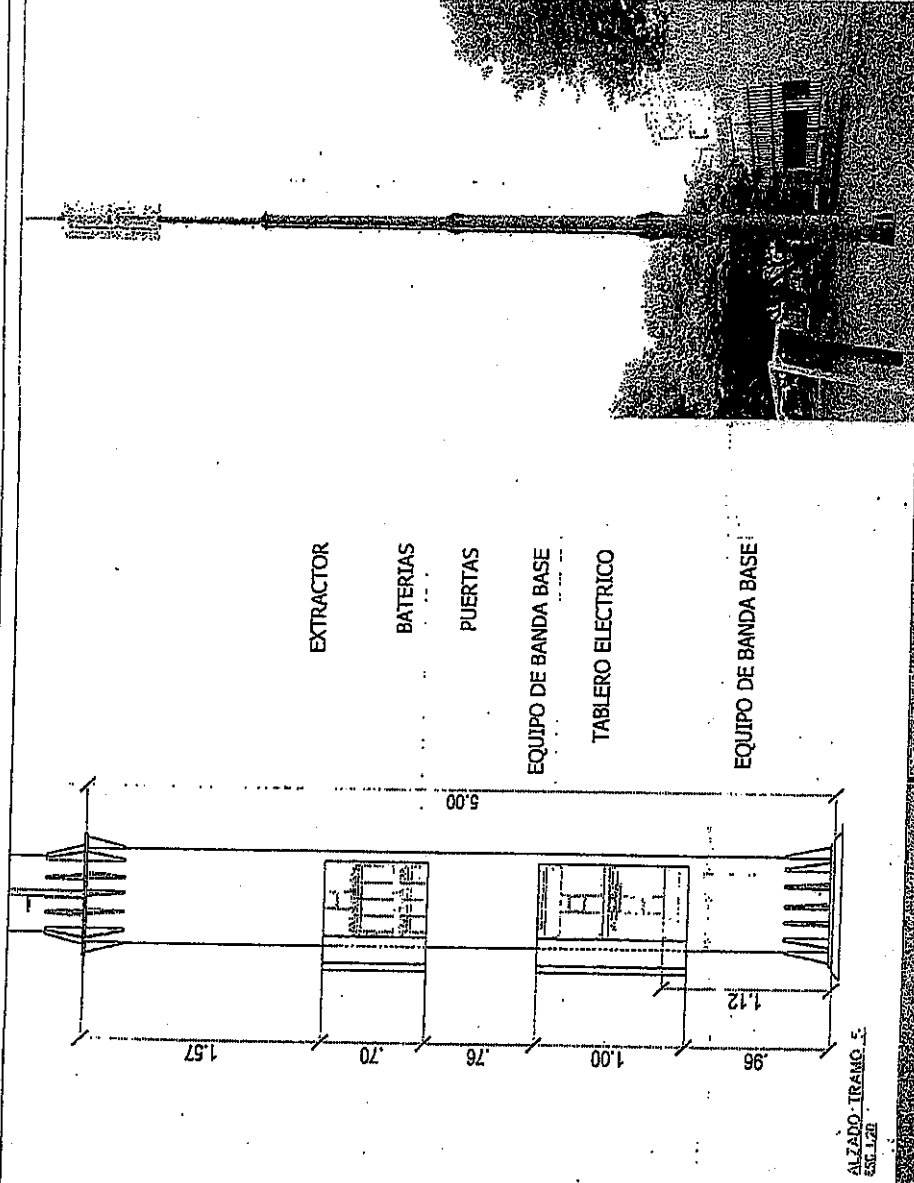 EXTRACTOR
BATERIAS
PUERTAS
EQUIPO DE BANDA BASE
TABLERO ELECTRICO
EQUIPO DE BANDA BASE
5.00
1.57
.70
.76
1.00
.96
1.12
ALZADO TRAMO 5
ESC 1:20